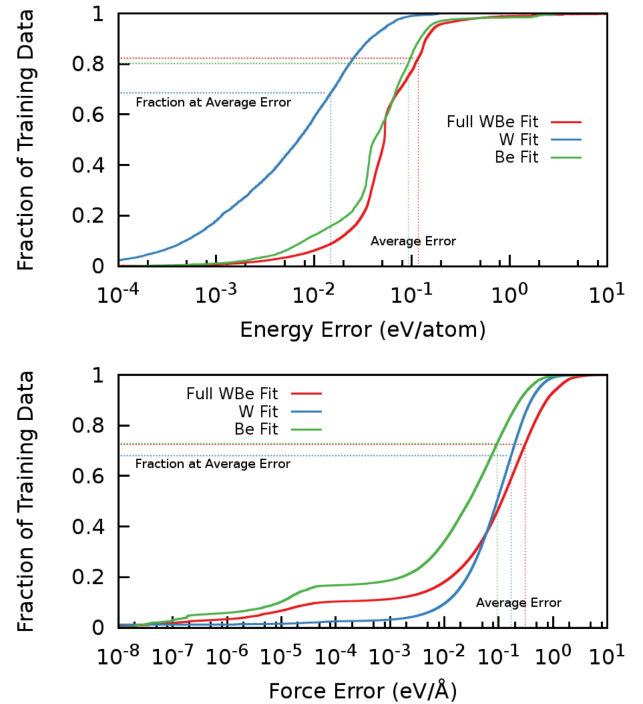 Fraction of Training Data
1
0.8
0.6
0.4
0.2
0
Fraction at Average Error
Full WBe Fit
W Fit
Be Fit
Average Error
10^-4 10^-3 10^-2 10^-1 10^0 10^1
Energy Error (eV/atom)
Fraction of Training Data
1
0.8
0.6
0.4
0.2
0
Full WBe Fit
W Fit
Be Fit
Fraction at Average Error
Average Error
10^-8 10^-7 10^-6 10^-5 10^-4 10^-3 10^-2 10^-1 10^0 10^1
Force Error (eV/Å)